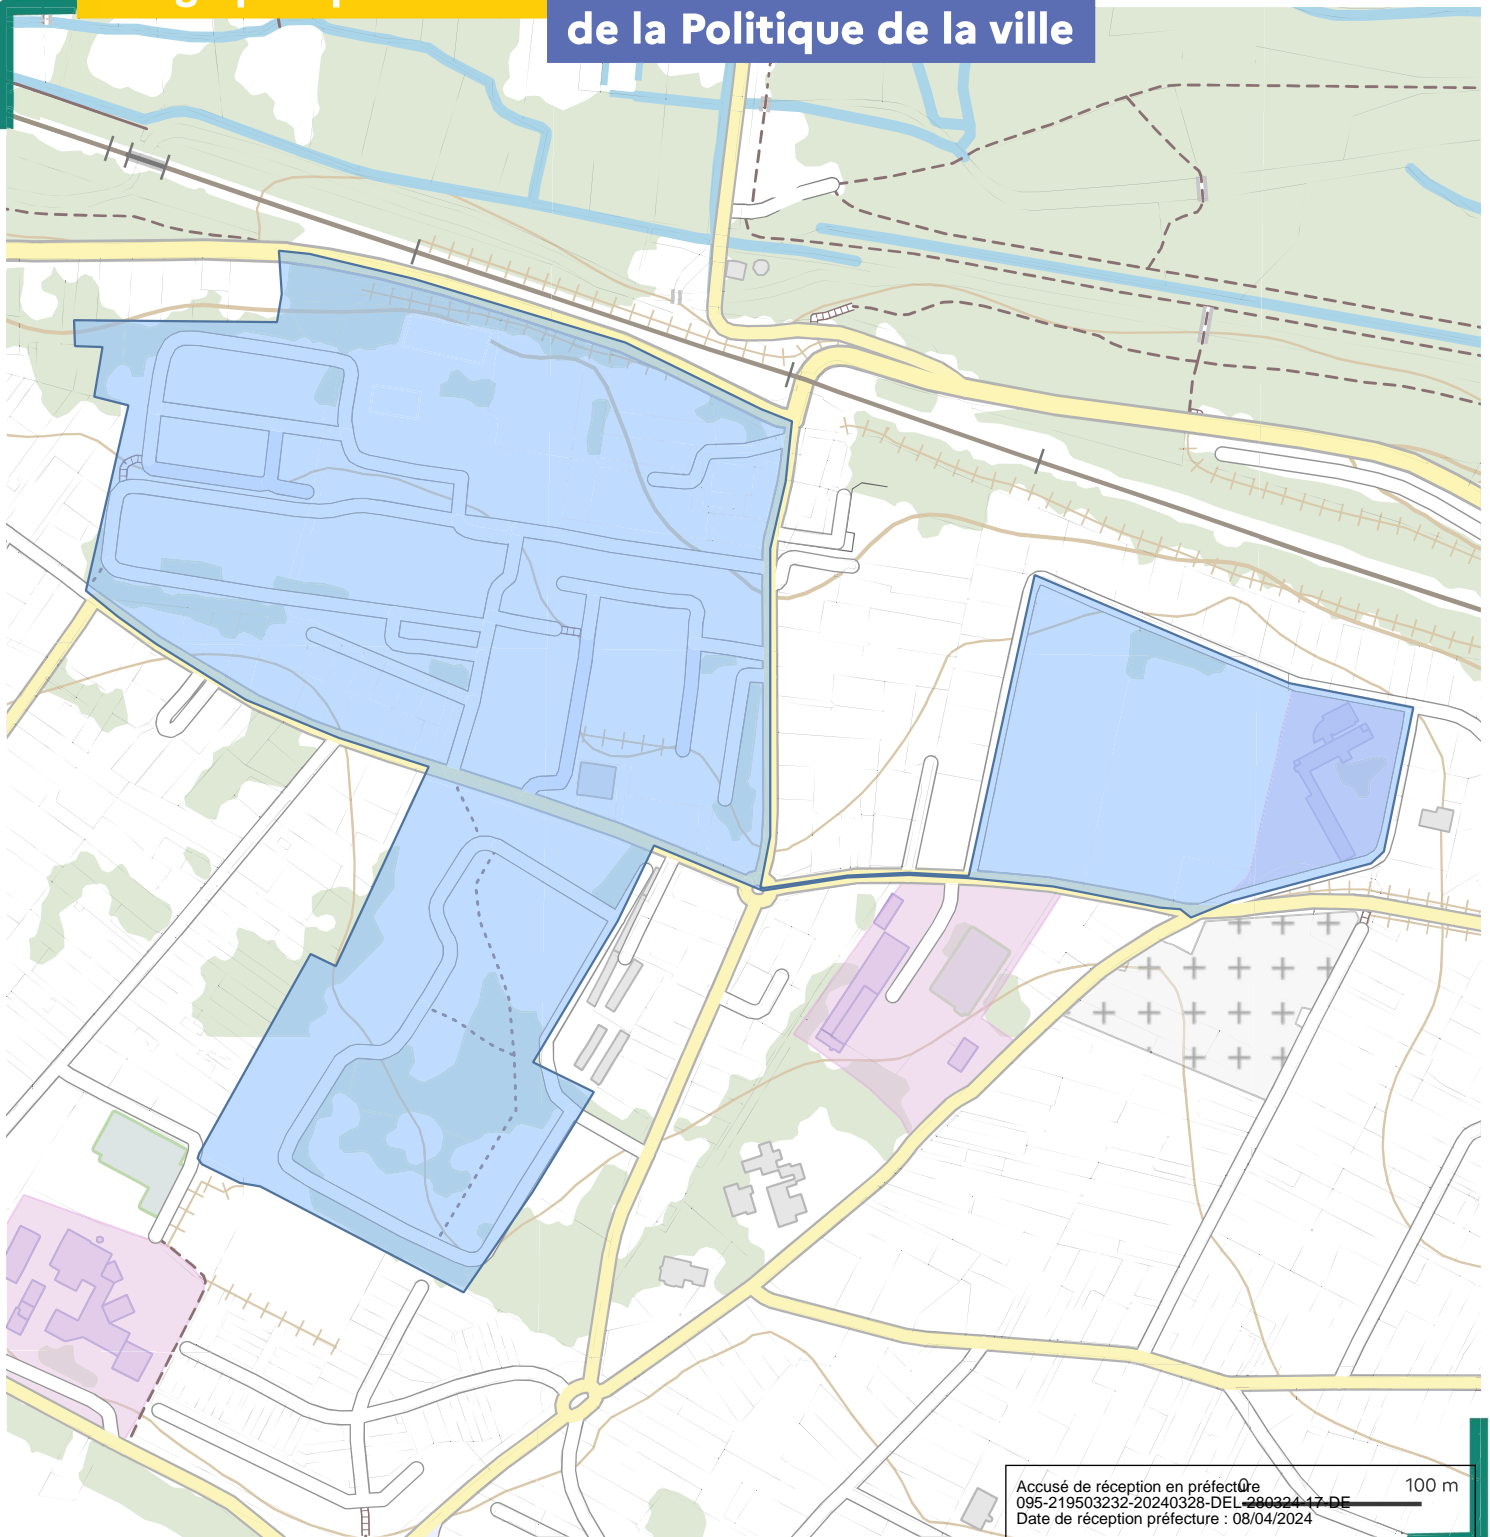 de la Politique de la ville
Accusé de réception en préfecture
0 100 m
095-219503232-20240328-DEL-280324-17-DE
Date de réception préfecture : 08/04/2024